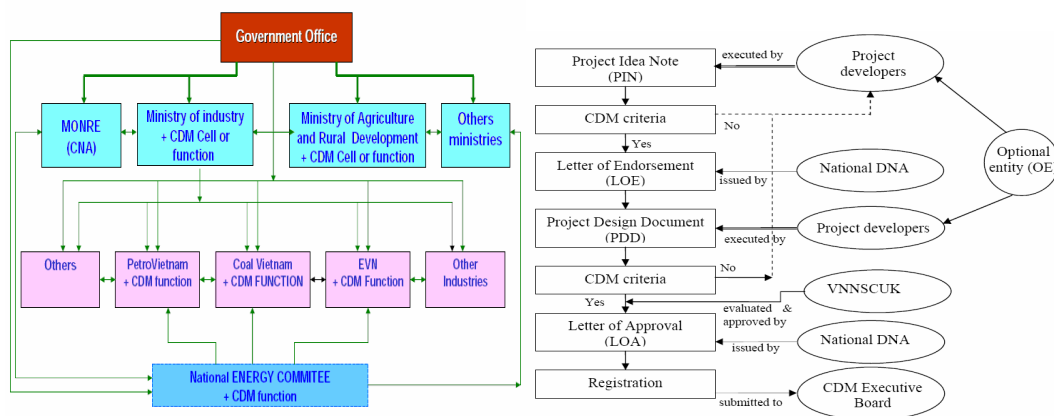 Government Office
MONRE
(CNA)
Ministry of industry
+ CDM Cell or
function
Ministry of Agriculture
and Rural Development
+ CDM Cell or function
Others
ministries
Others
PetroVietnam
+ CDM function
Coal Vietnam
+ CDM FUNCTION
EVN
+ CDM Function
Other
Industries
National ENERGY COMMITEE
+ CDM function
Project Idea Note
(PIN)
executed by
Project
developers
CDM criteria
No
Yes
Letter of Endorsement
(LOE)
issued by
National DNA
Optional
entity (OE)
Project Design Document
(PDD)
executed by
Project developers
CDM criteria
No
Yes
evaluated &
approved by
VNNSCUK
Letter of Approval
(LOA)
issued by
National DNA
Registration
submitted to
CDM Executive
Board